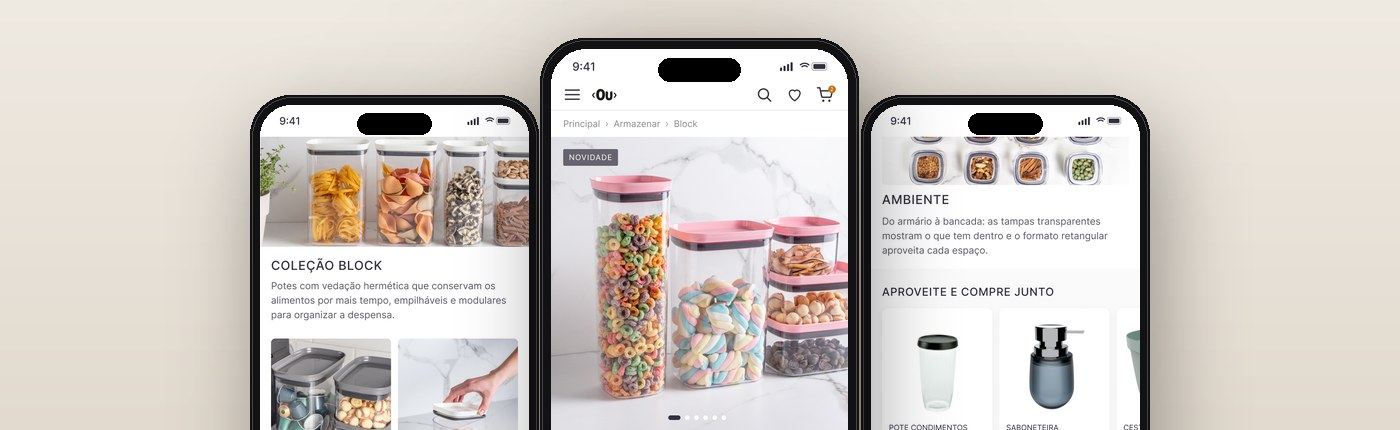 9:41
COLEÇÃO BLOCK
Potes com vedação hermética que conservam os
alimentos por mais tempo, empilháveis e modulares
para organizar a despensa.
9:41
‹Ou›
2
Principal › Armazenar › Block
NOVIDADE
9:41
AMBIENTE
Do armário à bancada: as tampas transparentes
mostram o que tem dentro e o formato retangular
aproveita cada espaço.
APROVEITE E COMPRE JUNTO
POTE CONDIMENTOS
SABONETEIRA
CEST